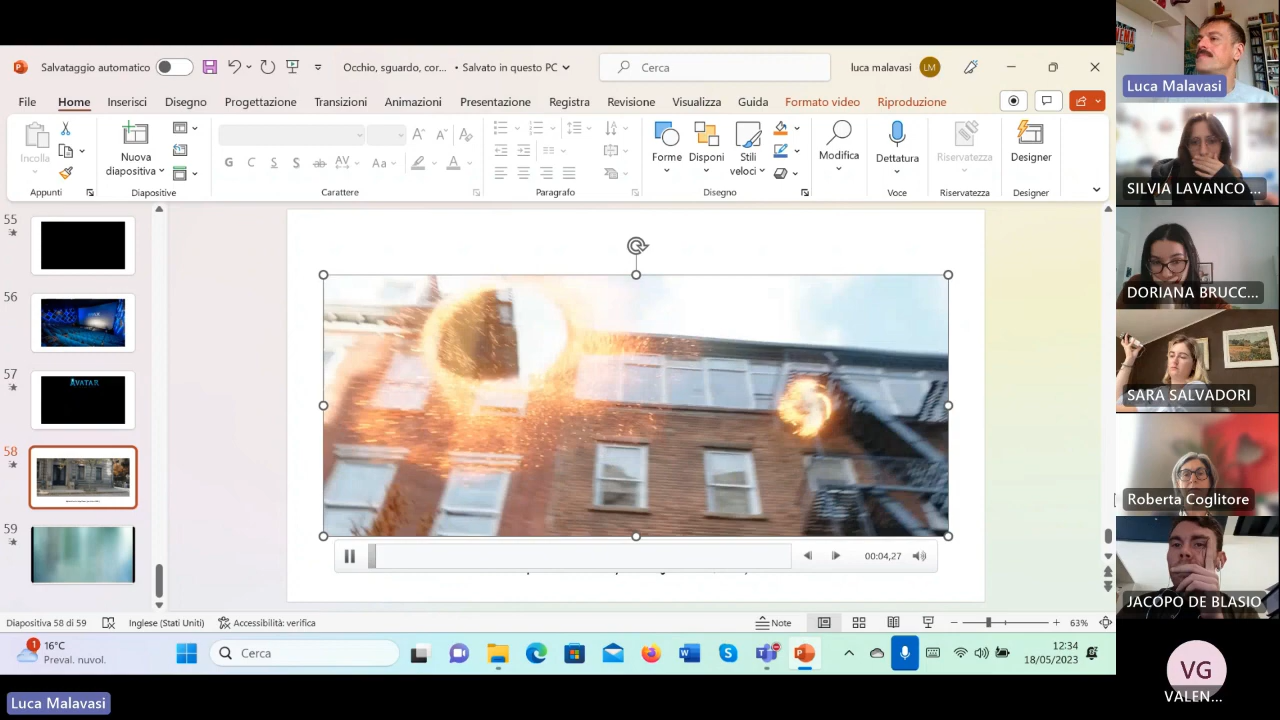 Salvataggio automatico
Occhio, sguardo, cor... • Salvato in questo PC
Cerca
luca malavasi
LM
File
Home
Inserisci
Disegno
Progettazione
Transizioni
Animazioni
Presentazione
Registra
Revisione
Visualizza
Guida
Formato video
Riproduzione
Incolla
Nuova
diapositiva
G C S S ab AV Aa
Forme
Disponi
Stili
veloci
Modifica
Dettatura
Riservatezza
Designer
Appunti
Diapositive
Carattere
Paragrafo
Disegno
Voce
Riservatezza
Designer
55
56
57
AVATAR
58
59
00:04,27
Diapositiva 58 di 59
Inglese (Stati Uniti)
Accessibilità: verifica
Note
63%
1
16°C
Preval. nuvol
Cerca
12:34
18/05/2023
Luca Malavasi
Luca Malavasi
SILVIA LAVANCO ...
DORIANA BRUCC...
SARA SALVADORI
Roberta Coglitore
JACOPO DE BLASIO
VG
VALEN...